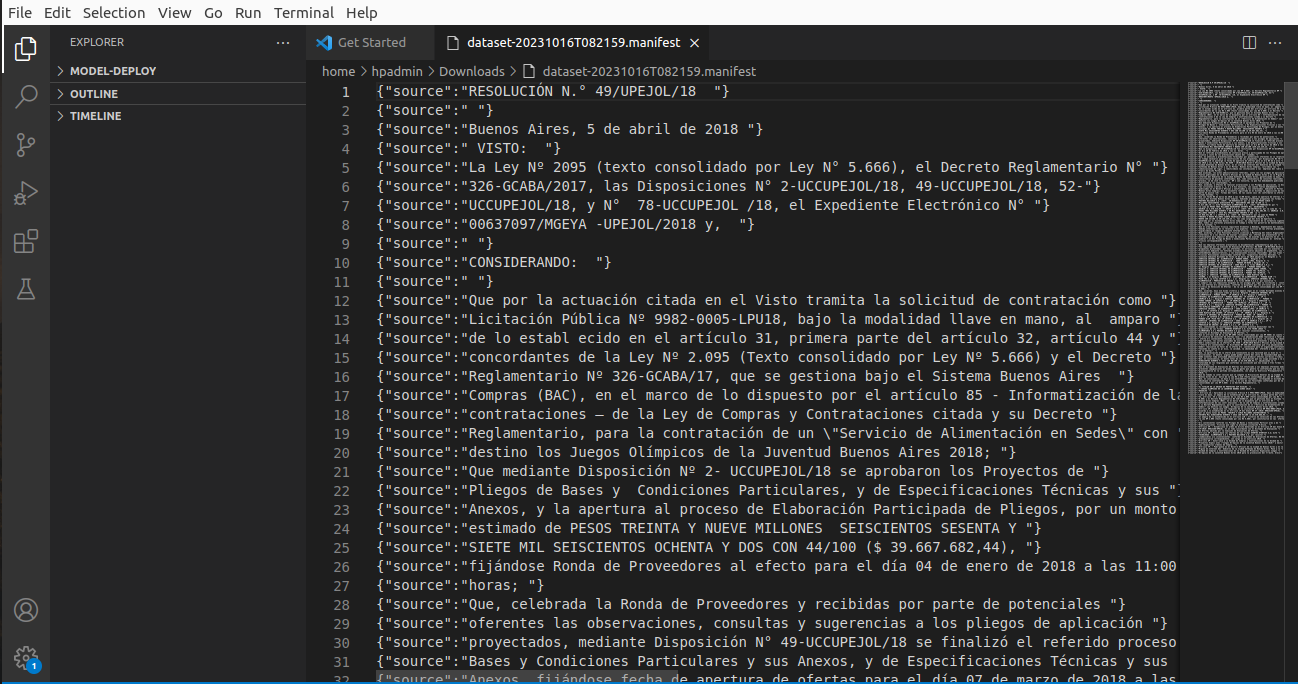 File Edit Selection View Go Run Terminal Help
EXPLORER ···
MODEL-DEPLOY
OUTLINE
TIMELINE
Get Started
dataset-20231016T082159.manifest
home > hpadmin > Downloads > dataset-20231016T082159.manifest
1 {"source":"RESOLUCIÓN N.° 49/UPEJOL/18  "}
2 {"source":" "}
3 {"source":"Buenos Aires, 5 de abril de 2018 "}
4 {"source":" VISTO:  "}
5 {"source":"La Ley Nº 2095 (texto consolidado por Ley N° 5.666), el Decreto Reglamentario N° "}
6 {"source":"326-GCABA/2017, las Disposiciones N° 2-UCCUPEJOL/18, 49-UCCUPEJOL/18, 52-"}
7 {"source":"UCCUPEJOL/18, y N°  78-UCCUPEJOL /18, el Expediente Electrónico N° "}
8 {"source":"00637097/MGEYA -UPEJOL/2018 y,  "}
9 {"source":" "}
10 {"source":"CONSIDERANDO:  "}
11 {"source":" "}
12 {"source":"Que por la actuación citada en el Visto tramita la solicitud de contratación como "}
13 {"source":"Licitación Pública Nº 9982-0005-LPU18, bajo la modalidad llave en mano, al  amparo "}
14 {"source":"de lo establ ecido en el artículo 31, primera parte del artículo 32, artículo 44 y "}
15 {"source":"concordantes de la Ley Nº 2.095 (Texto consolidado por Ley Nº 5.666) y el Decreto "}
16 {"source":"Reglamentario Nº 326-GCABA/17, que se gestiona bajo el Sistema Buenos Aires  "}
17 {"source":"Compras (BAC), en el marco de lo dispuesto por el artículo 85 - Informatización de la
18 {"source":"contrataciones – de la Ley de Compras y Contrataciones citada y su Decreto "}
19 {"source":"Reglamentario, para la contratación de un \"Servicio de Alimentación en Sedes\" con "
20 {"source":"destino los Juegos Olímpicos de la Juventud Buenos Aires 2018; "}
21 {"source":"Que mediante Disposición Nº 2- UCCUPEJOL/18 se aprobaron los Proyectos de "}
22 {"source":"Pliegos de Bases y  Condiciones Particulares, y de Especificaciones Técnicas y sus "}
23 {"source":"Anexos, y la apertura al proceso de Elaboración Participada de Pliegos, por un monto
24 {"source":"estimado de PESOS TREINTA Y NUEVE MILLONES  SEISCIENTOS SESENTA Y "}
25 {"source":"SIETE MIL SEISCIENTOS OCHENTA Y DOS CON 44/100 ($ 39.667.682,44), "}
26 {"source":"fijándose Ronda de Proveedores al efecto para el día 04 de enero de 2018 a las 11:00
27 {"source":"horas; "}
28 {"source":"Que, celebrada la Ronda de Proveedores y recibidas por parte de potenciales "}
29 {"source":"oferentes las observaciones, consultas y sugerencias a los pliegos de aplicación "}
30 {"source":"proyectados, mediante Disposición N° 49-UCCUPEJOL/18 se finalizó el referido proceso
31 {"source":"Bases y Condiciones Particulares y sus Anexos, y de Especificaciones Técnicas y sus
32 {"source":"Anexos, fijándose fecha de apertura de ofertas para el día 07 de marzo de 2018 a las
1